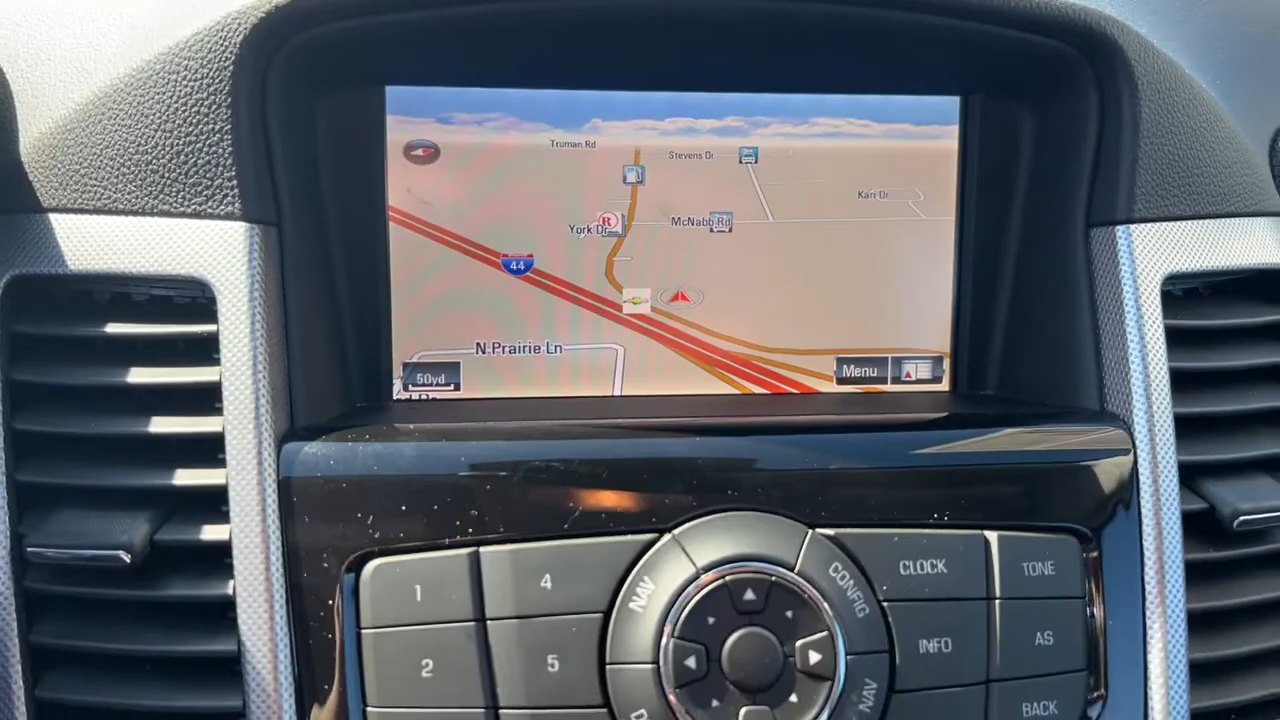 Truman Rd
Stevens Dr
Kari Dr
R
York Dr
McNabb Rd
44
N Prairie Ln
50yd
Menu
1
4
NAV
CONFIG
CLOCK
TONE
2
5
INFO
AS
NAV
BACK